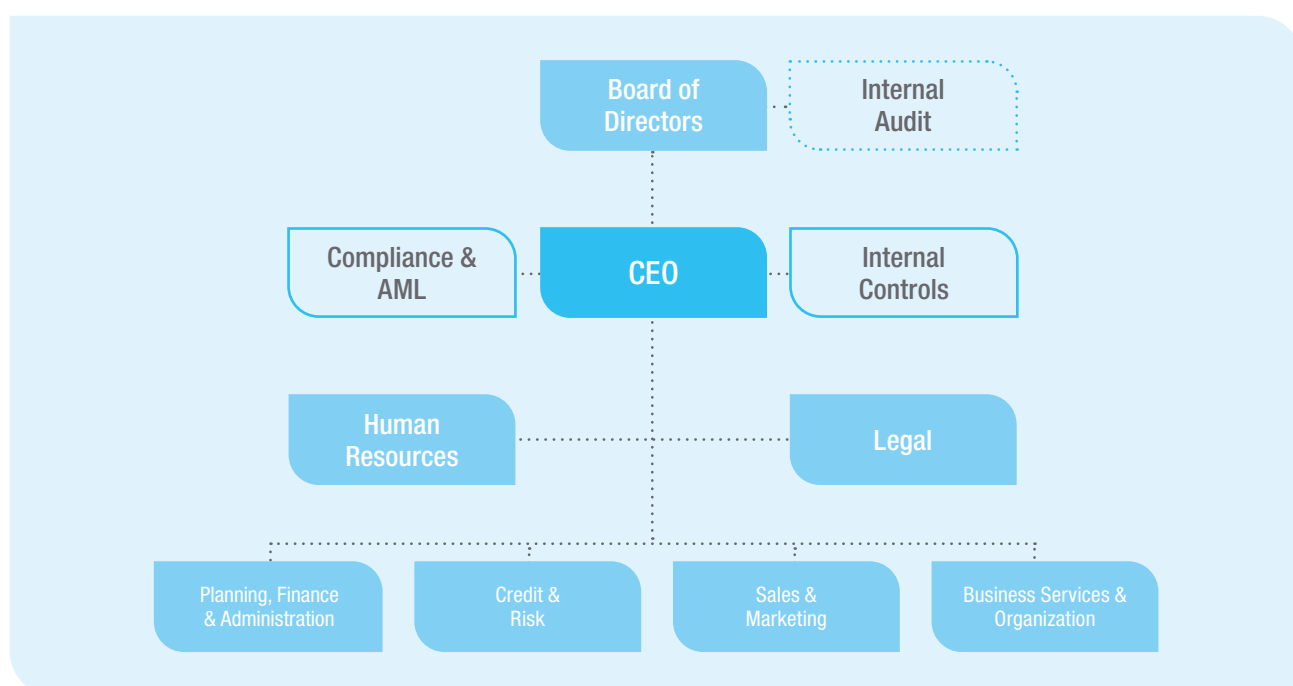 Board of
Directors
Internal
Audit
Compliance &
AML
CEO
Internal
Controls
Human
Resources
Legal
Planning, Finance
& Administration
Credit &
Risk
Sales &
Marketing
Business Services &
Organization